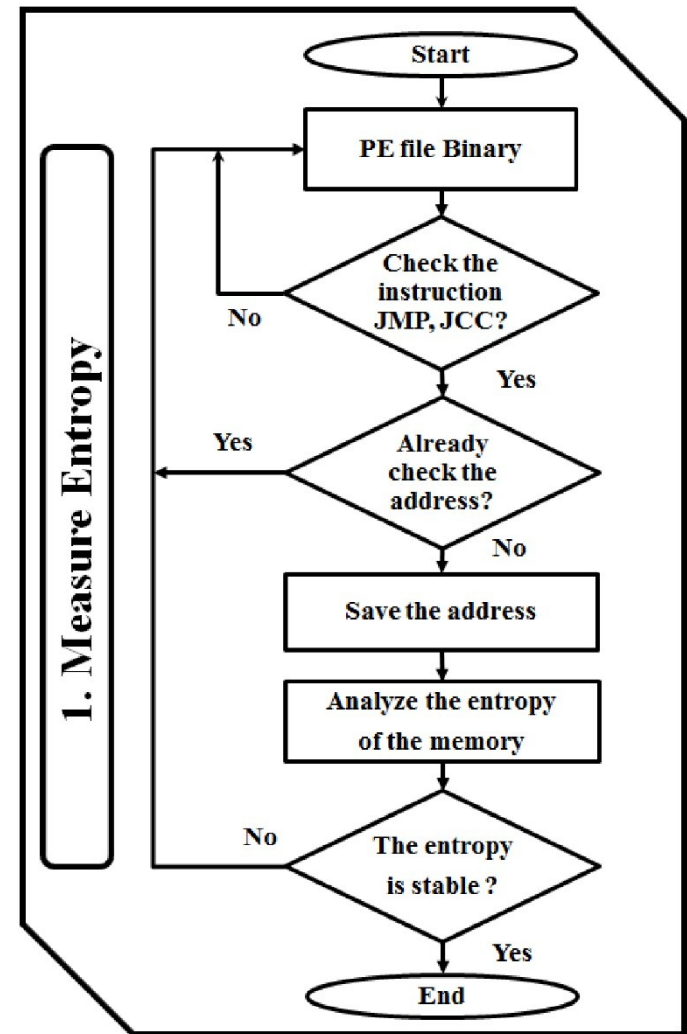 1. Measure Entropy
Start
PE file Binary
Check the
instruction
JMP, JCC?
No
Yes
Already
check the
address?
Yes
No
Save the address
Analyze the entropy
of the memory
The entropy
is stable ?
No
Yes
End